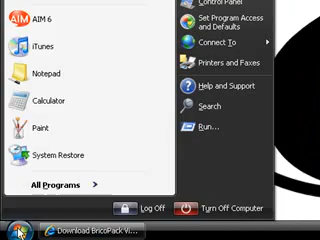 Control Panel
AIM 6
Set Program Access
and Defaults
iTunes
Connect To
Notepad
Printers and Faxes
Calculator
Help and Support
Search
Paint
Run...
System Restore
All Programs
Log Off
Turn Off Computer
Download BricoPack Vi...